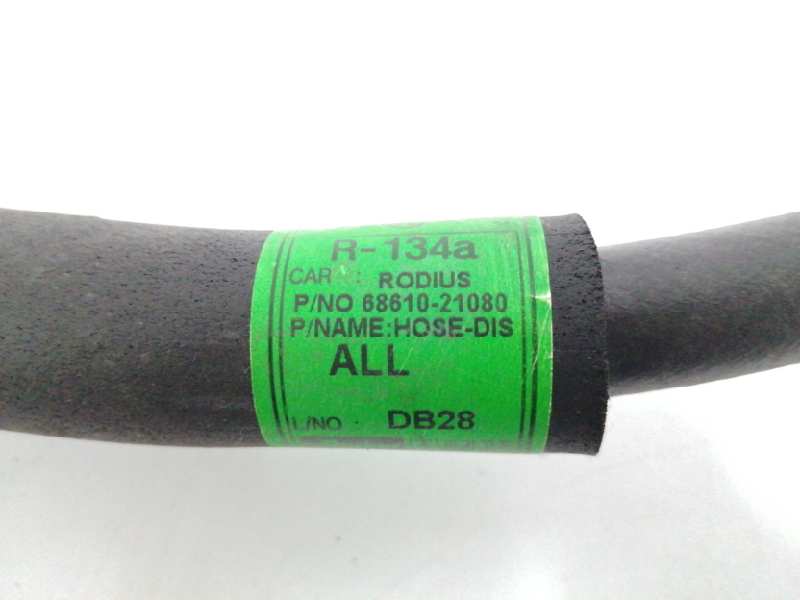 R-134a
CAR : RODIUS
P/NO 68610-21080
P/NAME:HOSE-DIS
ALL
L/NO : DB28